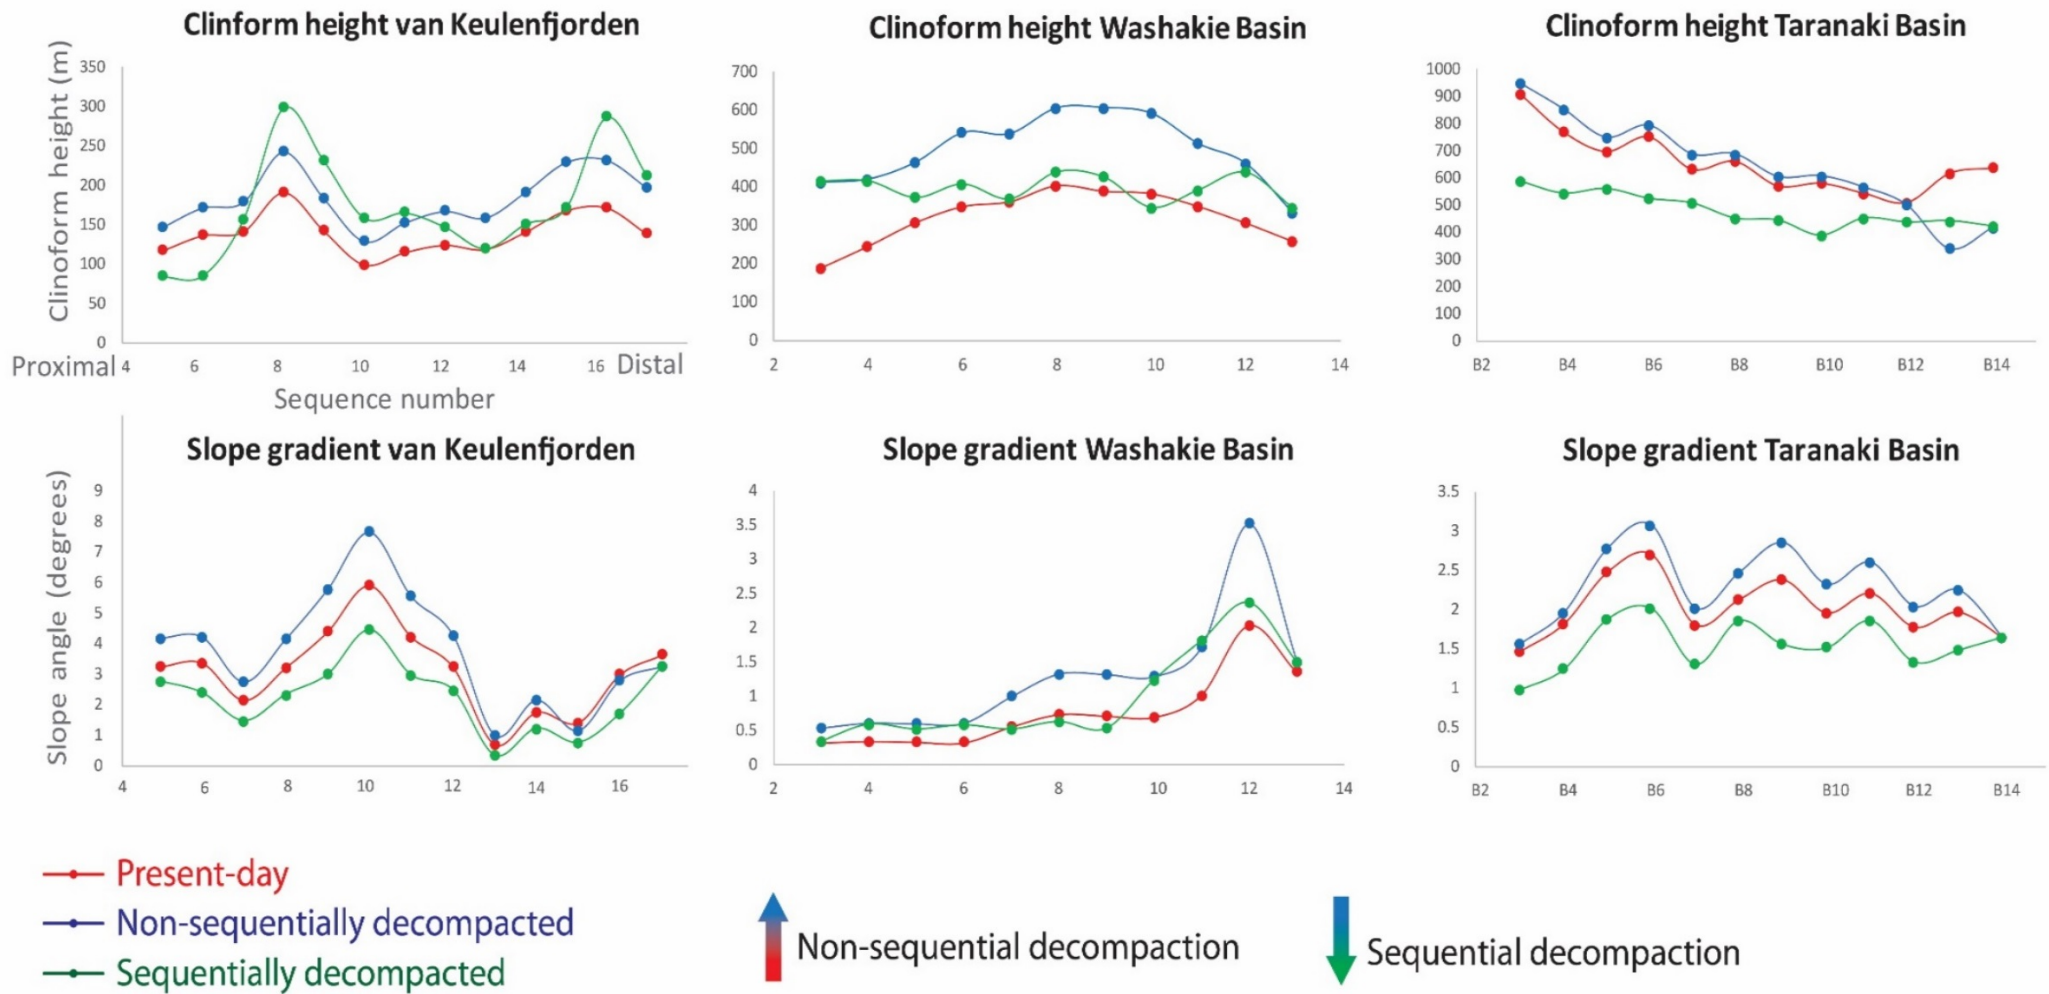 Clinform height van Keulenfjorden
Clinoform height (m)
350
300
250
200
150
100
50
0
Proximal 4 6 8 10 12 14 16 Distal
Sequence number
Clinoform height Washakie Basin
700
600
500
400
300
200
100
0
2 4 6 8 10 12 14
Clinoform height Taranaki Basin
1000
900
800
700
600
500
400
300
200
100
0
B2 B4 B6 B8 B10 B12 B14
Slope gradient van Keulenfjorden
Slope angle (degrees)
9
8
7
6
5
4
3
2
1
0
4 6 8 10 12 14 16
Slope gradient Washakie Basin
4
3.5
3
2.5
2
1.5
1
0.5
0
2 4 6 8 10 12 14
Slope gradient Taranaki Basin
3.5
3
2.5
2
1.5
1
0.5
0
B2 B4 B6 B8 B10 B12 B14
Present-day
Non-sequentially decompacted
Sequentially decompacted
Non-sequential decompaction
Sequential decompaction